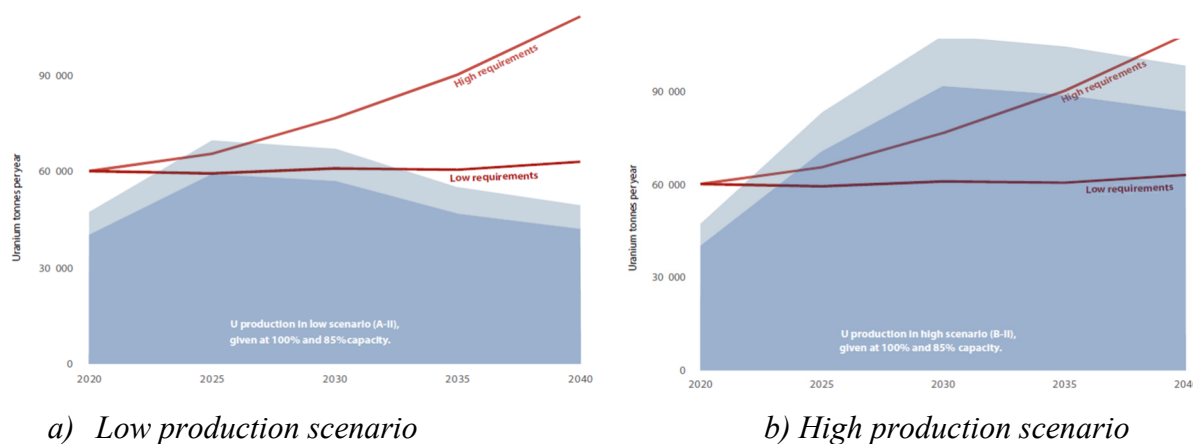 90 000
60 000
30 000
0
Uranium tonnes per year
High requirements
Low requirements
U production in low scenario (A-II),
given at 100% and 85% capacity.
2020 2025 2030 2035 2040
a) Low production scenario
90 000
60 000
30 000
0
Uranium tonnes per year
High requirements
Low requirements
U production in high scenario (B-II),
given at 100% and 85% capacity.
2020 2025 2030 2035 2040
b) High production scenario